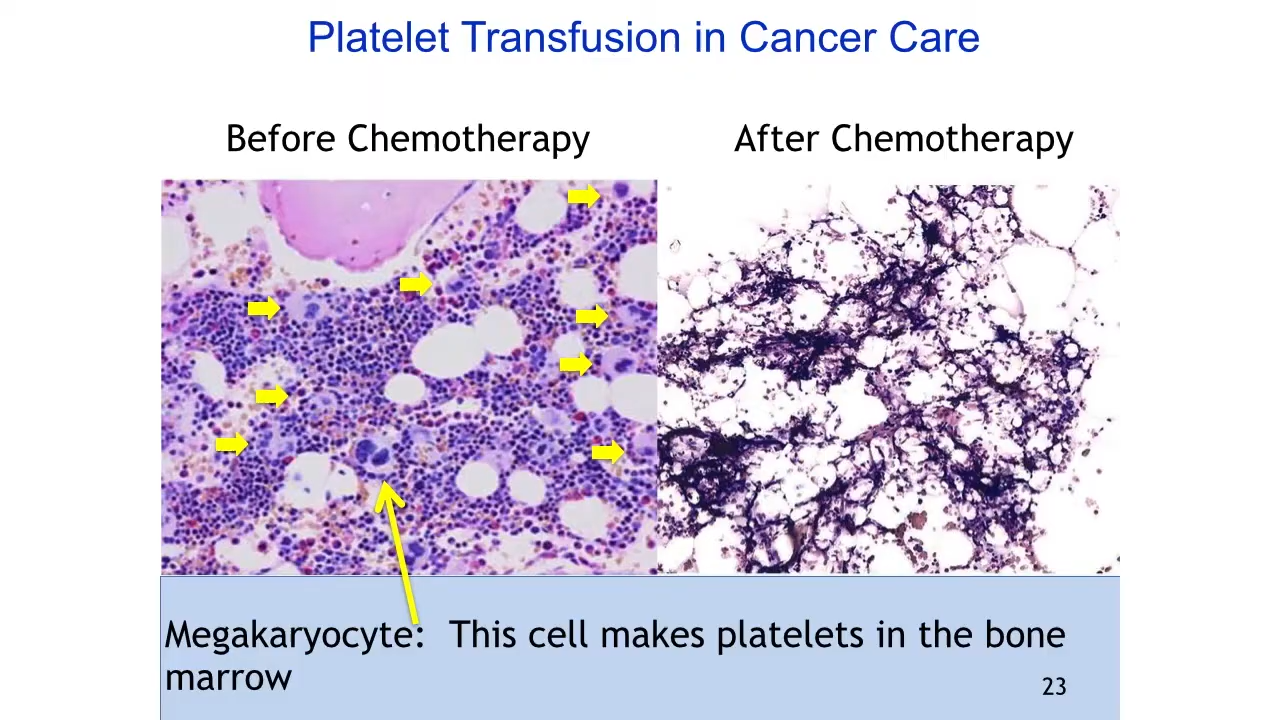 Platelet Transfusion in Cancer Care
Before Chemotherapy
After Chemotherapy
Megakaryocyte: This cell makes platelets in the bone
marrow
23